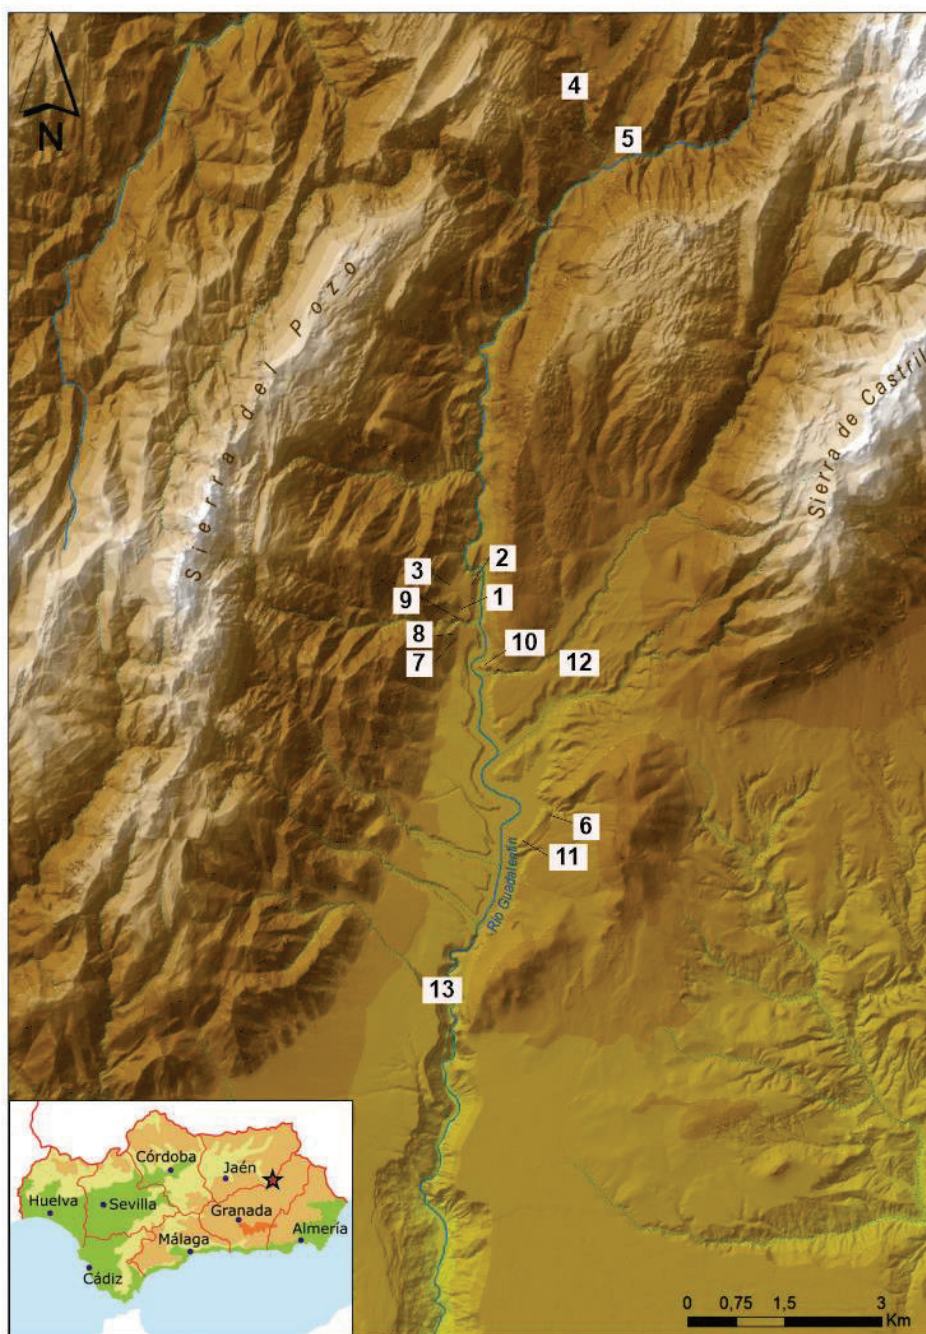 N
4
5
Sierra del Pozo
Sierra de Castril
3
2
9
1
8
10
7
12
6
11
Río Guadalentín
13
Córdoba
Jaén
Huelva
Sevilla
Granada
Almería
Málaga
Cádiz
0 0,75 1,5 3
Km